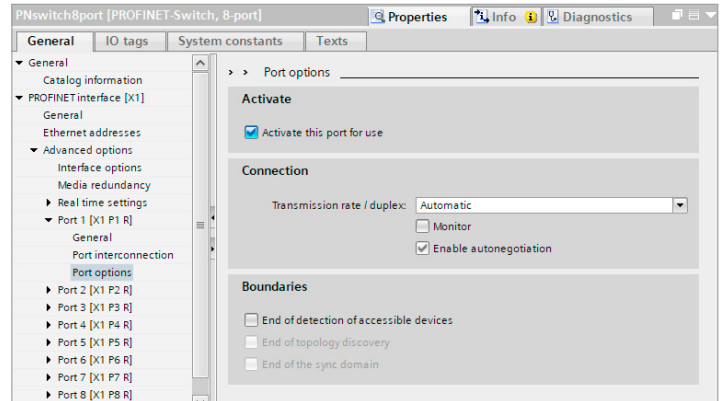 PNswitch8port [PROFINET-Switch, 8-port]
Properties
Info
Diagnostics
General
IO tags
System constants
Texts
General
Catalog information
PROFINET interface [X1]
General
Ethernet addresses
Advanced options
Interface options
Media redundancy
Real time settings
Port 1 [X1 P1 R]
General
Port interconnection
Port options
Port 2 [X1 P2 R]
Port 3 [X1 P3 R]
Port 4 [X1 P4 R]
Port 5 [X1 P5 R]
Port 6 [X1 P6 R]
Port 7 [X1 P7 R]
Port 8 [X1 P8 R]
> > Port options
Activate
Activate this port for use
Connection
Transmission rate / duplex: Automatic
Monitor
Enable autonegotiation
Boundaries
End of detection of accessible devices
End of topology discovery
End of the sync domain